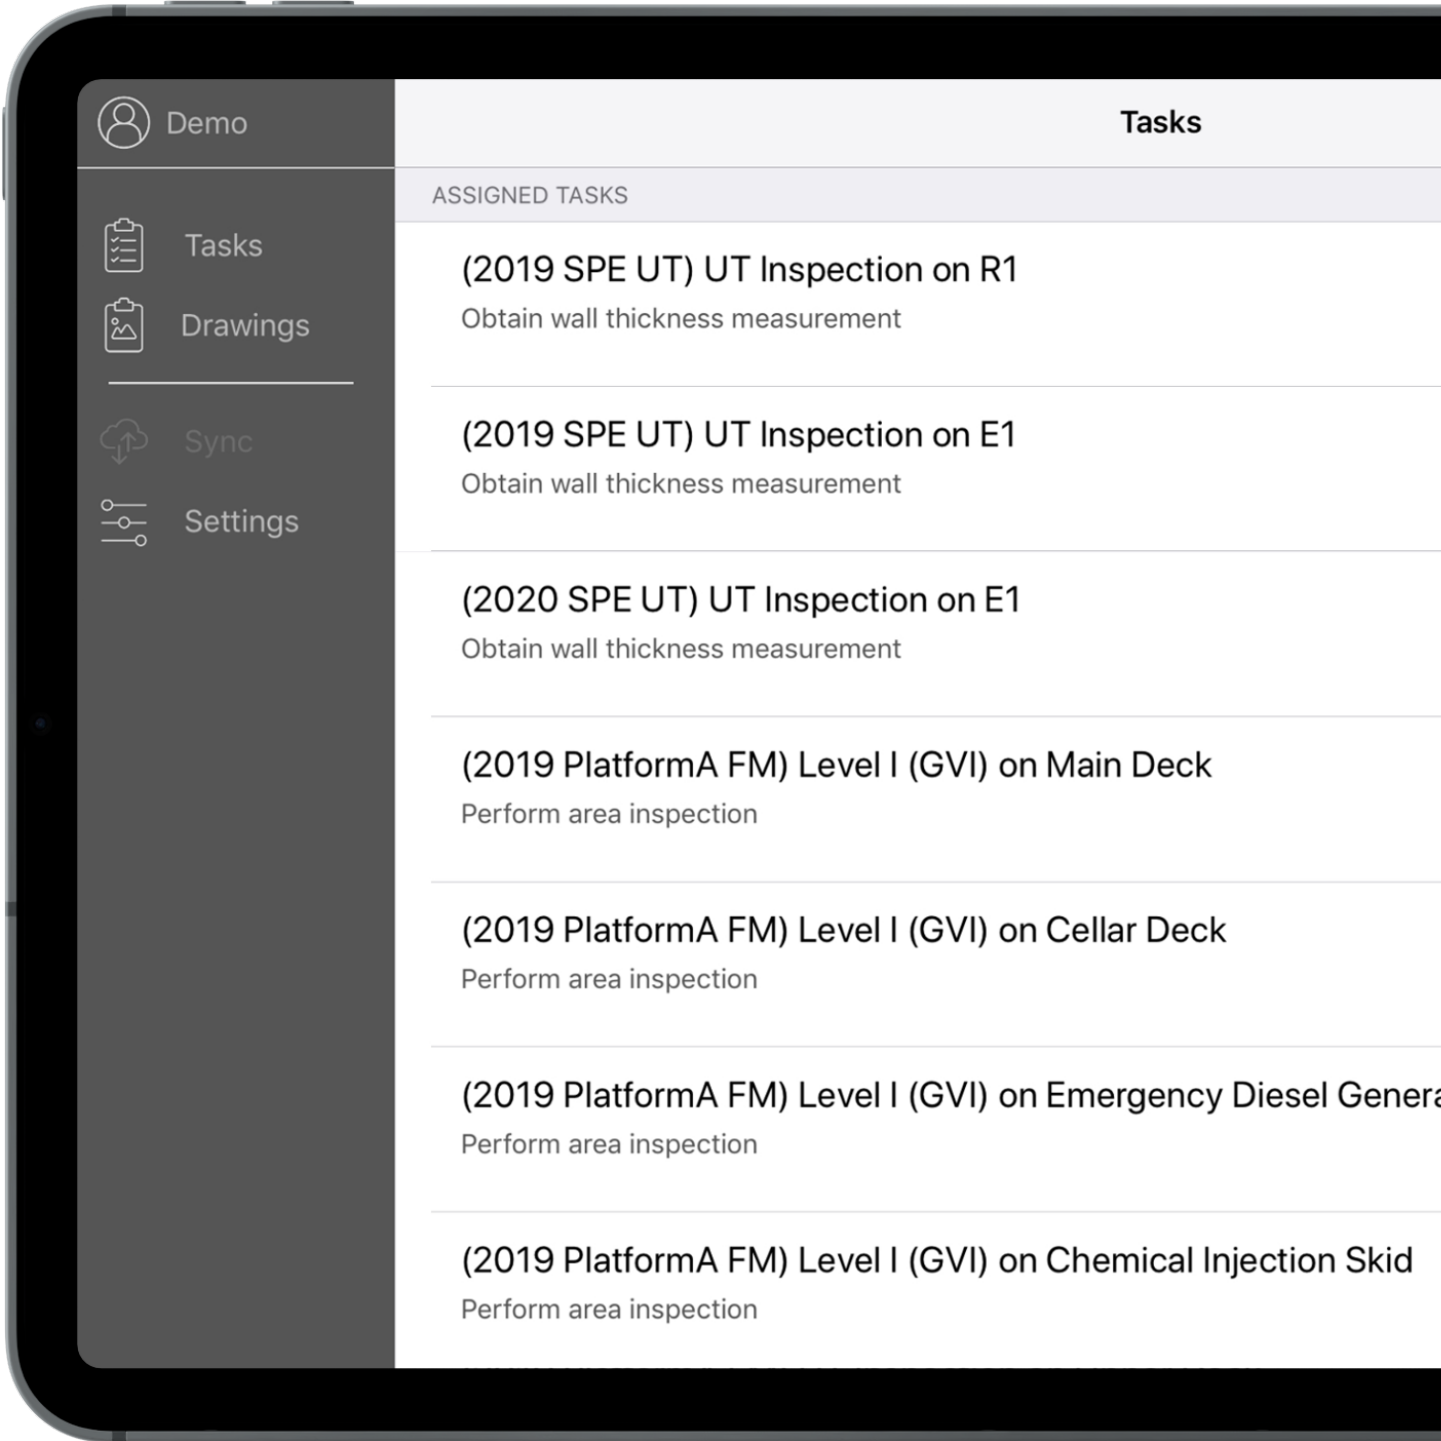 Demo
Tasks
Drawings
Sync
Settings
Tasks
ASSIGNED TASKS
(2019 SPE UT) UT Inspection on R1
Obtain wall thickness measurement
(2019 SPE UT) UT Inspection on E1
Obtain wall thickness measurement
(2020 SPE UT) UT Inspection on E1
Obtain wall thickness measurement
(2019 PlatformA FM) Level I (GVI) on Main Deck
Perform area inspection
(2019 PlatformA FM) Level I (GVI) on Cellar Deck
Perform area inspection
(2019 PlatformA FM) Level I (GVI) on Emergency Diesel Genera
Perform area inspection
(2019 PlatformA FM) Level I (GVI) on Chemical Injection Skid
Perform area inspection